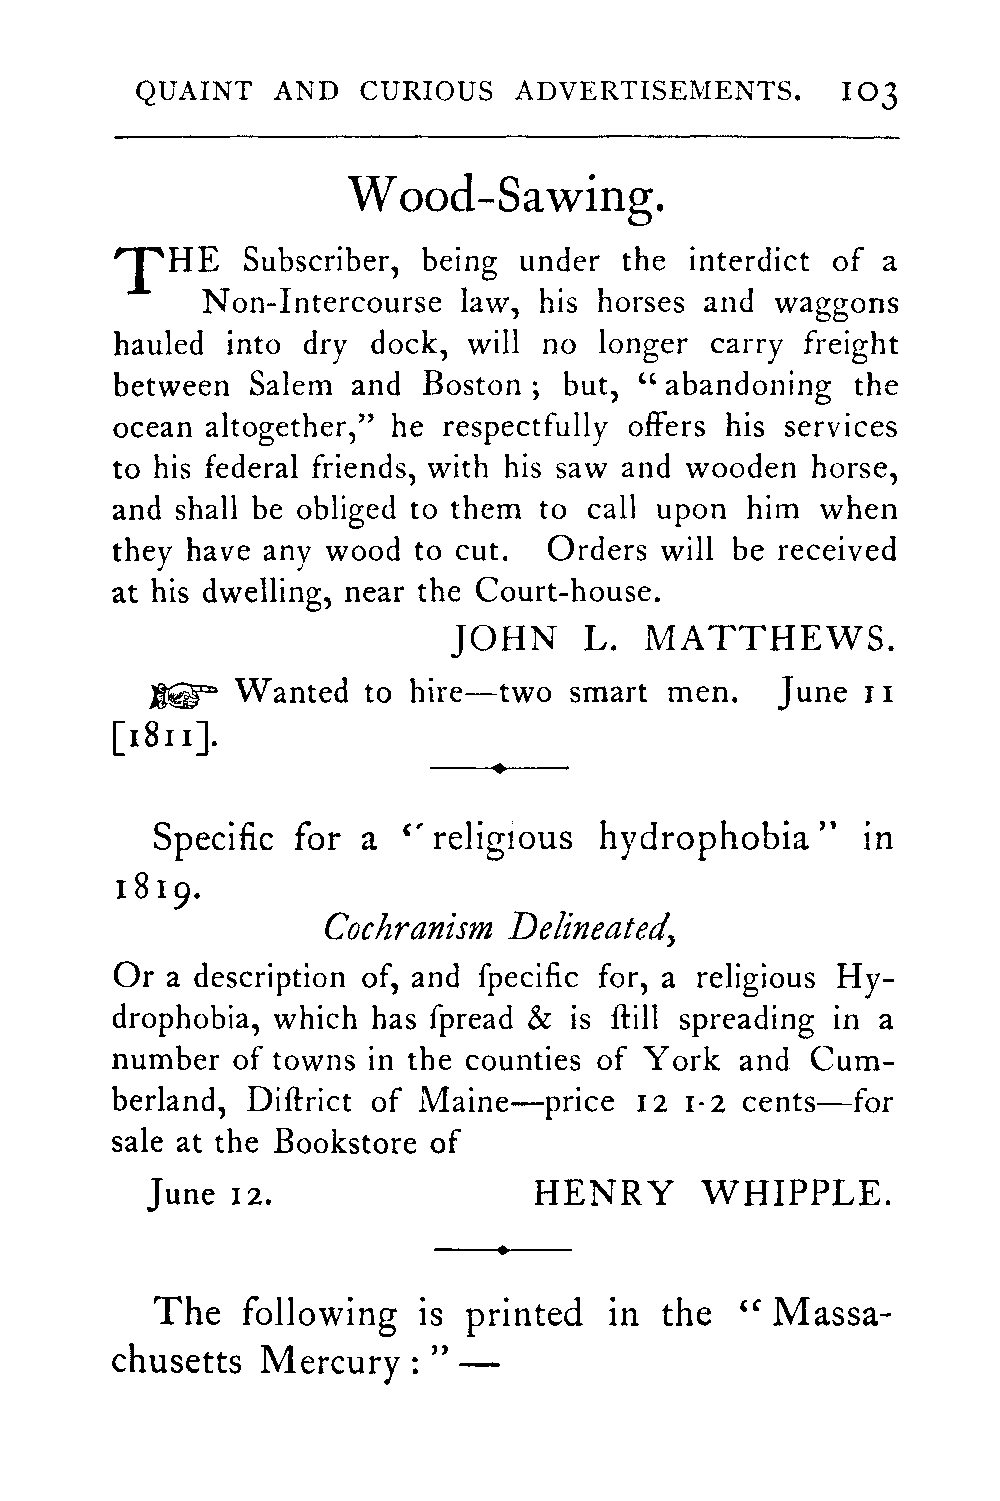 QUAINT AND CURIOUS ADVERTISEMENTS. 103
Wood-Sawing.
THE Subscriber, being under the interdict of a
Non-Intercourse law, his horses and waggons
hauled into dry dock, will no longer carry freight
between Salem and Boston ; but, “ abandoning the
ocean altogether,” he respectfully offers his services
to his federal friends, with his saw and wooden horse,
and shall be obliged to them to call upon him when
they have any wood to cut. Orders will be received
at his dwelling, near the Court-house.
JOHN L. MATTHEWS.
☞ Wanted to hire—two smart men. June 11
[1811].
Specific for a “ religious hydrophobia ” in
1819.
Cochranism Delineated,
Or a description of, and ſpecific for, a religious Hy-
drophobia, which has ſpread & is ſtill spreading in a
number of towns in the counties of York and Cum-
berland, Diſtrict of Maine—price 12 1-2 cents—for
sale at the Bookstore of
June 12. HENRY WHIPPLE.
The following is printed in the “ Massa-
chusetts Mercury : ” —